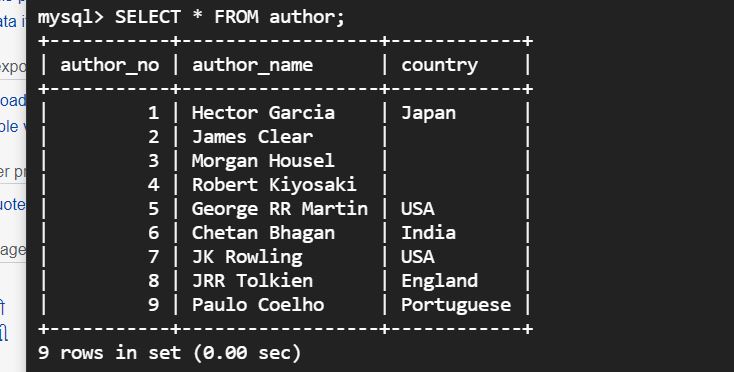 mysql> SELECT * FROM author;
+-----------+-----------------+------------+
| author_no | author_name | country |
+-----------+-----------------+------------+
| 1 | Hector Garcia | Japan |
| 2 | James Clear | |
| 3 | Morgan Housel | |
| 4 | Robert Kiyosaki | |
| 5 | George RR Martin | USA |
| 6 | Chetan Bhagan | India |
| 7 | JK Rowling | USA |
| 8 | JRR Tolkien | England |
| 9 | Paulo Coelho | Portuguese |
+-----------+-----------------+------------+
9 rows in set (0.00 sec)